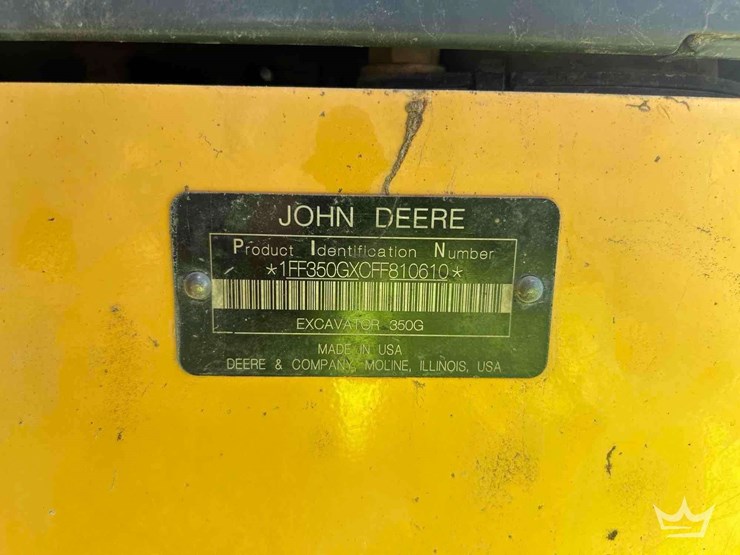 JOHN DEERE
Product Identification Number
*1FF350GXCFF810610*
EXCAVATOR 350G
MADE IN USA
DEERE & COMPANY, MOLINE, ILLINOIS, USA